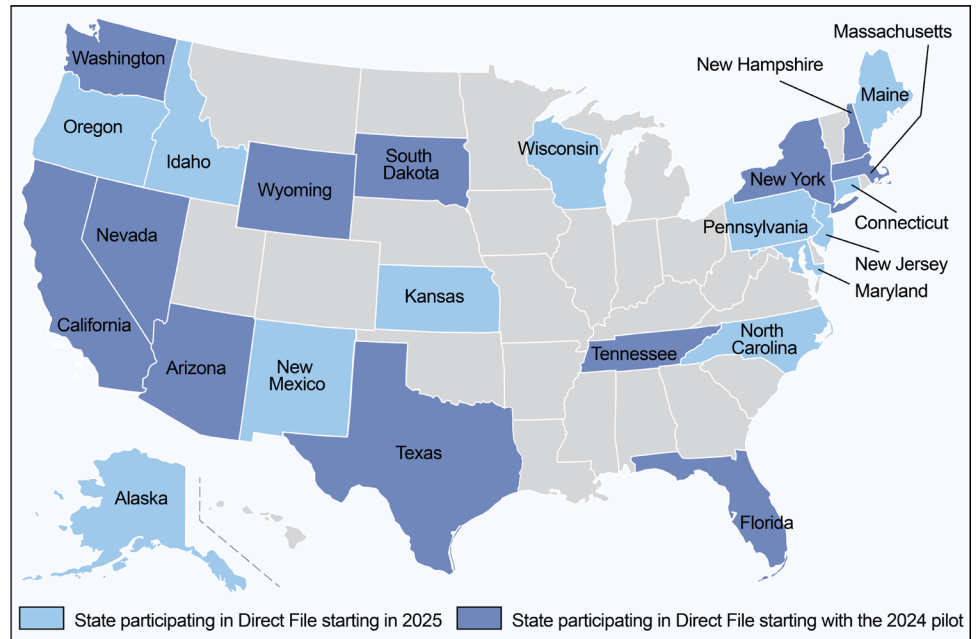 Massachusetts
New Hampshire
Washington
Maine
Oregon
Wisconsin
Idaho
South
Dakota
Wyoming
New York
Pennsylvania
Connecticut
Nevada
New Jersey
Maryland
Kansas
California
North
Carolina
Tennessee
Arizona
New
Mexico
Texas
Alaska
Florida
State participating in Direct File starting in 2025
State participating in Direct File starting with the 2024 pilot